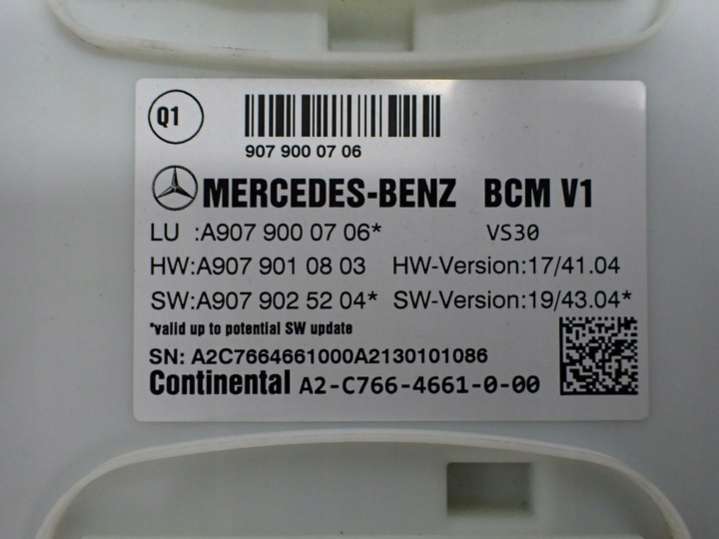 Q1
907 900 07 06
MERCEDES-BENZ BCM V1
LU :A907 900 07 06* VS30
HW:A907 901 08 03 HW-Version:17/41.04
SW:A907 902 52 04* SW-Version:19/43.04*
*valid up to potential SW update
SN: A2C7664661000A2130101086
Continental A2-C766-4661-0-00